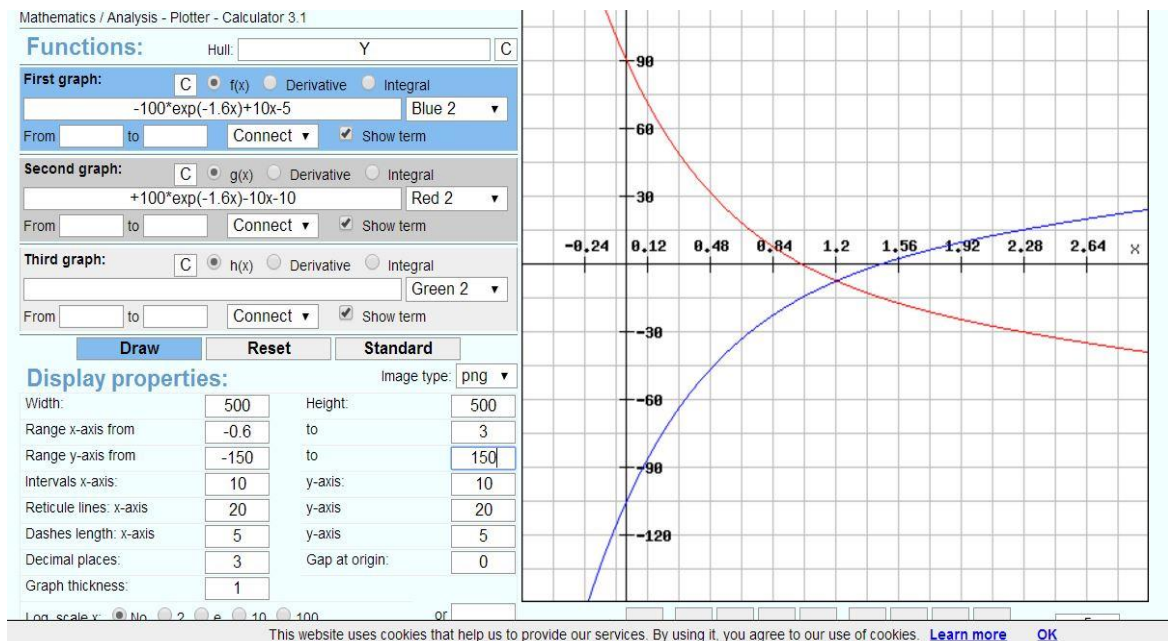 Mathematics / Analysis - Plotter - Calculator 3.1
Functions: Hull: Y C
First graph: C f(x) Derivative Integral
-100*exp(-1.6x)+10x-5 Blue 2
From to Connect Show term
Second graph: C g(x) Derivative Integral
+100*exp(-1.6x)-10x-10 Red 2
From to Connect Show term
Third graph: C h(x) Derivative Integral
Green 2
From to Connect Show term
Draw Reset Standard
Display properties: Image type: png
Width: 500 Height: 500
Range x-axis from -0.6 to 3
Range y-axis from -150 to 150
Intervals x-axis: 10 y-axis: 10
Reticule lines: x-axis 20 y-axis 20
Dashes length: x-axis 5 y-axis 5
Decimal places: 3 Gap at origin: 0
Graph thickness: 1
Log. scale x: No 2 e 10 100 or
90
60
30
-0.24 0.12 0.48 0.84 1.2 1.56 1.92 2.28 2.64 x
-30
-60
-90
-120
This website uses cookies that help us to provide our services. By using it, you agree to our use of cookies. Learn more OK